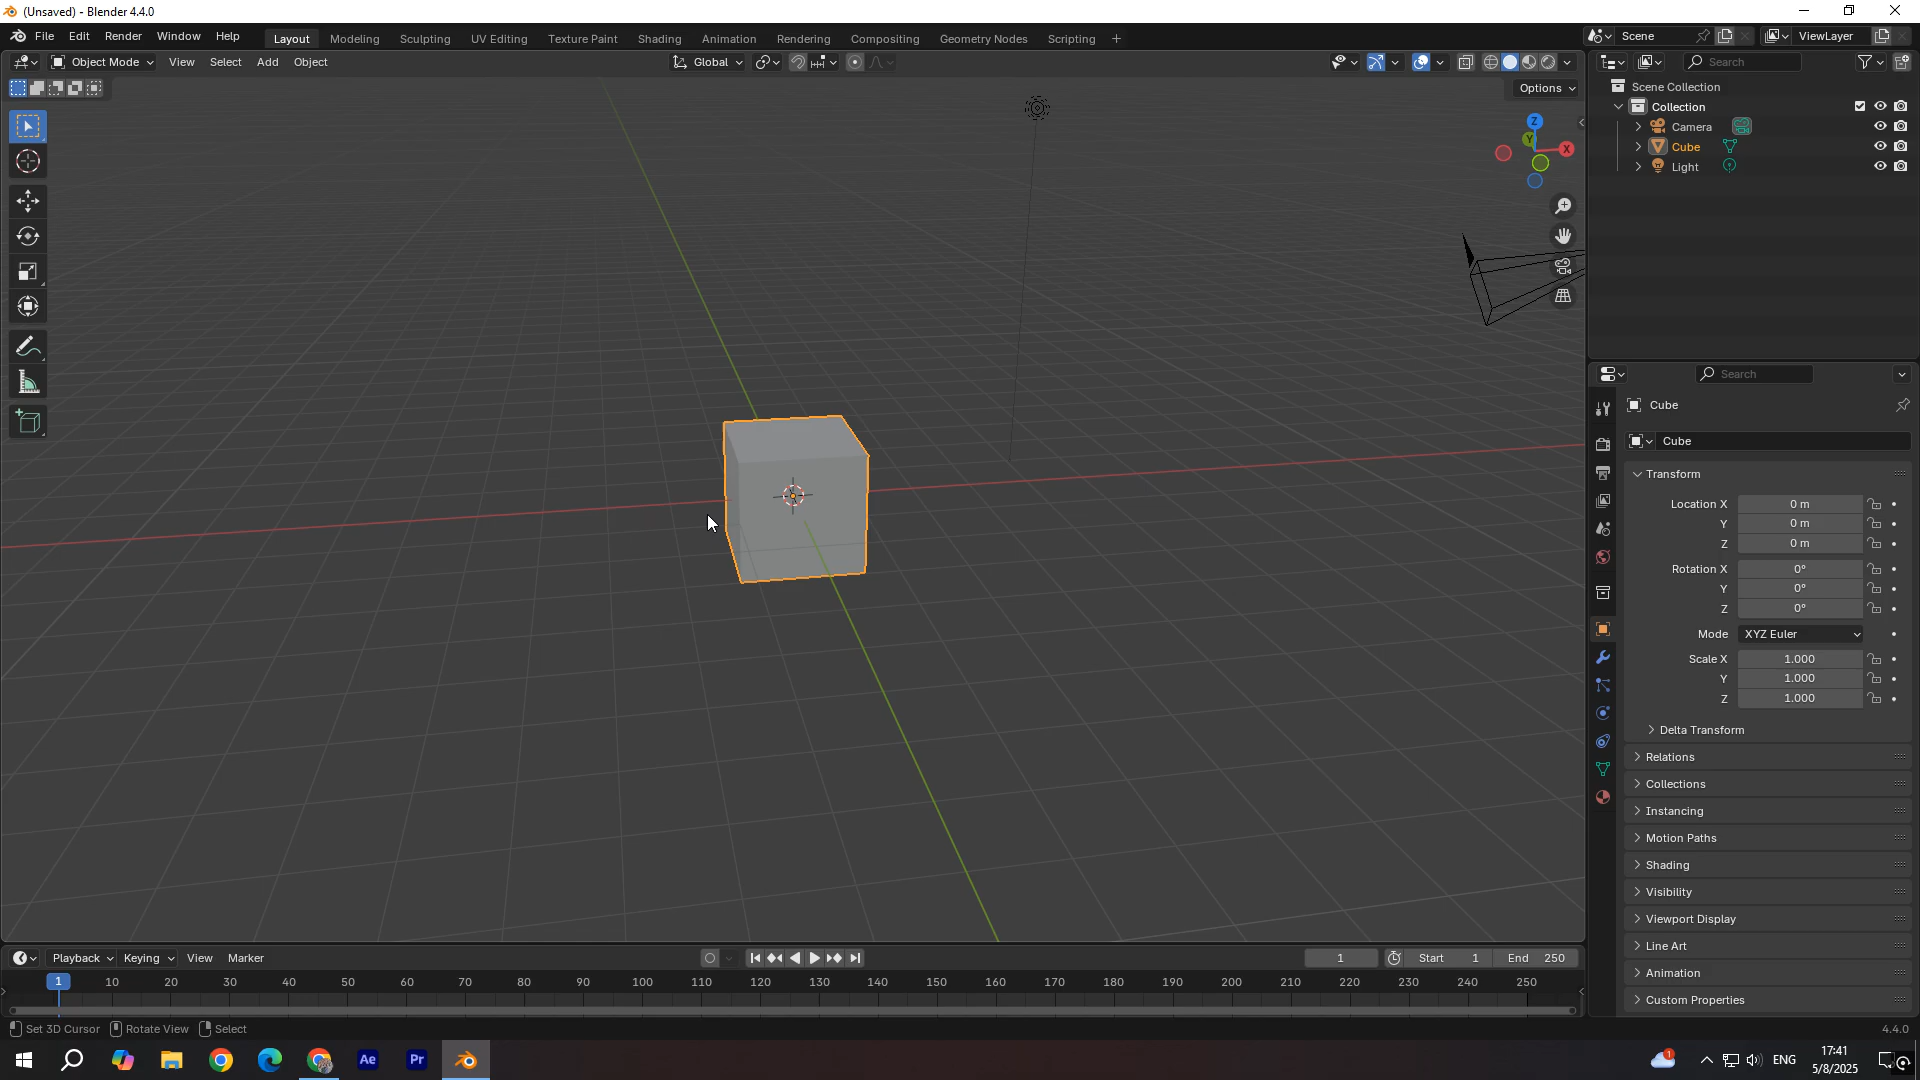 (Unsaved) - Blender 4.4.0
File Edit Render Window Help Layout Modeling Sculpting UV Editing Texture Paint Shading Animation Rendering Compositing Geometry Nodes Scripting + Scene ViewLayer
Object Mode View Select Add Object Global Search
Options
Scene Collection
Collection
Camera
Cube
Light
Z
Y
X
Search
Cube
Cube
Transform
Location X 0 m
Y 0 m
Z 0 m
Rotation X 0°
Y 0°
Z 0°
Mode XYZ Euler
Scale X 1.000
Y 1.000
Z 1.000
Delta Transform
Relations
Collections
Instancing
Motion Paths
Shading
Visibility
Viewport Display
Line Art
Animation
Custom Properties
Playback Keying View Marker 1 Start 1 End 250
1 10 20 30 40 50 60 70 80 90 100 110 120 130 140 150 160 170 180 190 200 210 220 230 240 250
Set 3D Cursor Rotate View Select 4.4.0
Ae Pr 1 ENG 17:41
5/8/2025